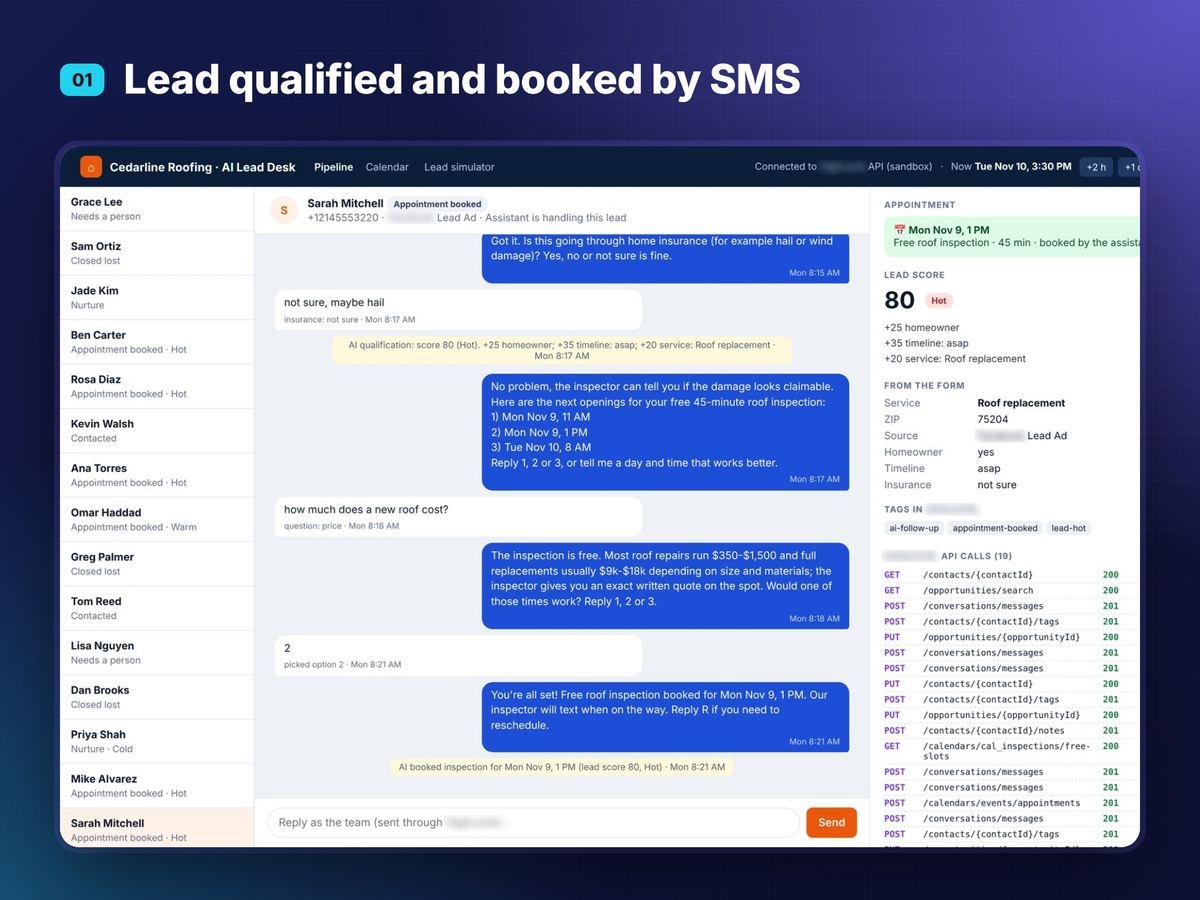 01 Lead qualified and booked by SMS
Cedarline Roofing · AI Lead Desk Pipeline Calendar Lead simulator
Connected to API (sandbox) · Now Tue Nov 10, 3:30 PM +2 h +1
Grace Lee
Needs a person
Sam Ortiz
Closed lost
Jade Kim
Nurture
Ben Carter
Appointment booked · Hot
Rosa Diaz
Appointment booked · Hot
Kevin Walsh
Contacted
Ana Torres
Appointment booked · Hot
Omar Haddad
Appointment booked · Warm
Greg Palmer
Closed lost
Tom Reed
Contacted
Lisa Nguyen
Needs a person
Dan Brooks
Closed lost
Priya Shah
Nurture · Cold
Mike Alvarez
Appointment booked · Hot
Sarah Mitchell
Appointment booked · Hot
S
Sarah Mitchell Appointment booked
+12145553220 · Lead Ad · Assistant is handling this lead
Got it. Is this going through home insurance (for example hail or wind
damage)? Yes, no or not sure is fine.
Mon 8:15 AM
not sure, maybe hail
insurance: not sure · Mon 8:17 AM
AI qualification: score 80 (Hot). +25 homeowner; +35 timeline: asap; +20 service: Roof replacement ·
Mon 8:17 AM
No problem, the inspector can tell you if the damage looks claimable.
Here are the next openings for your free 45-minute roof inspection:
1) Mon Nov 9, 11 AM
2) Mon Nov 9, 1 PM
3) Tue Nov 10, 8 AM
Reply 1, 2 or 3, or tell me a day and time that works better.
Mon 8:17 AM
how much does a new roof cost?
question: price · Mon 8:18 AM
The inspection is free. Most roof repairs run $350-$1,500 and full
replacements usually $9k-$18k depending on size and materials; the
inspector gives you an exact written quote on the spot. Would one of
those times work? Reply 1, 2 or 3.
Mon 8:18 AM
2
picked option 2 · Mon 8:21 AM
You're all set! Free roof inspection booked for Mon Nov 9, 1 PM. Our
inspector will text when on the way. Reply R if you need to
reschedule.
Mon 8:21 AM
AI booked inspection for Mon Nov 9, 1 PM (lead score 80, Hot) · Mon 8:21 AM
Reply as the team (sent through
Send
APPOINTMENT
📅 Mon Nov 9, 1 PM
Free roof inspection · 45 min · booked by the
LEAD SCORE
80 Hot
+25 homeowner
+35 timeline: asap
+20 service: Roof replacement
FROM THE FORM
Service Roof replacement
ZIP 75204
Source Lead Ad
Homeowner yes
Timeline asap
Insurance not sure
TAGS IN
ai-follow-up appointment-booked lead-hot
API CALLS (19)
GET /contacts/{contactId} 200
GET /opportunities/search 200
POST /conversations/messages 201
POST /contacts/{contactId}/tags 201
PUT /opportunities/{opportunityId} 200
POST /conversations/messages 201
POST /conversations/messages 201
PUT /contacts/{contactId} 200
POST /contacts/{contactId}/tags 201
PUT /opportunities/{opportunityId} 200
POST /contacts/{contactId}/notes 201
GET /calendars/cal_inspections/free- 200
slots
POST /conversations/messages 201
POST /conversations/messages 201
POST /calendars/events/appointments 201
POST /conversations/messages 201
POST /contacts/{contactId}/tags 201